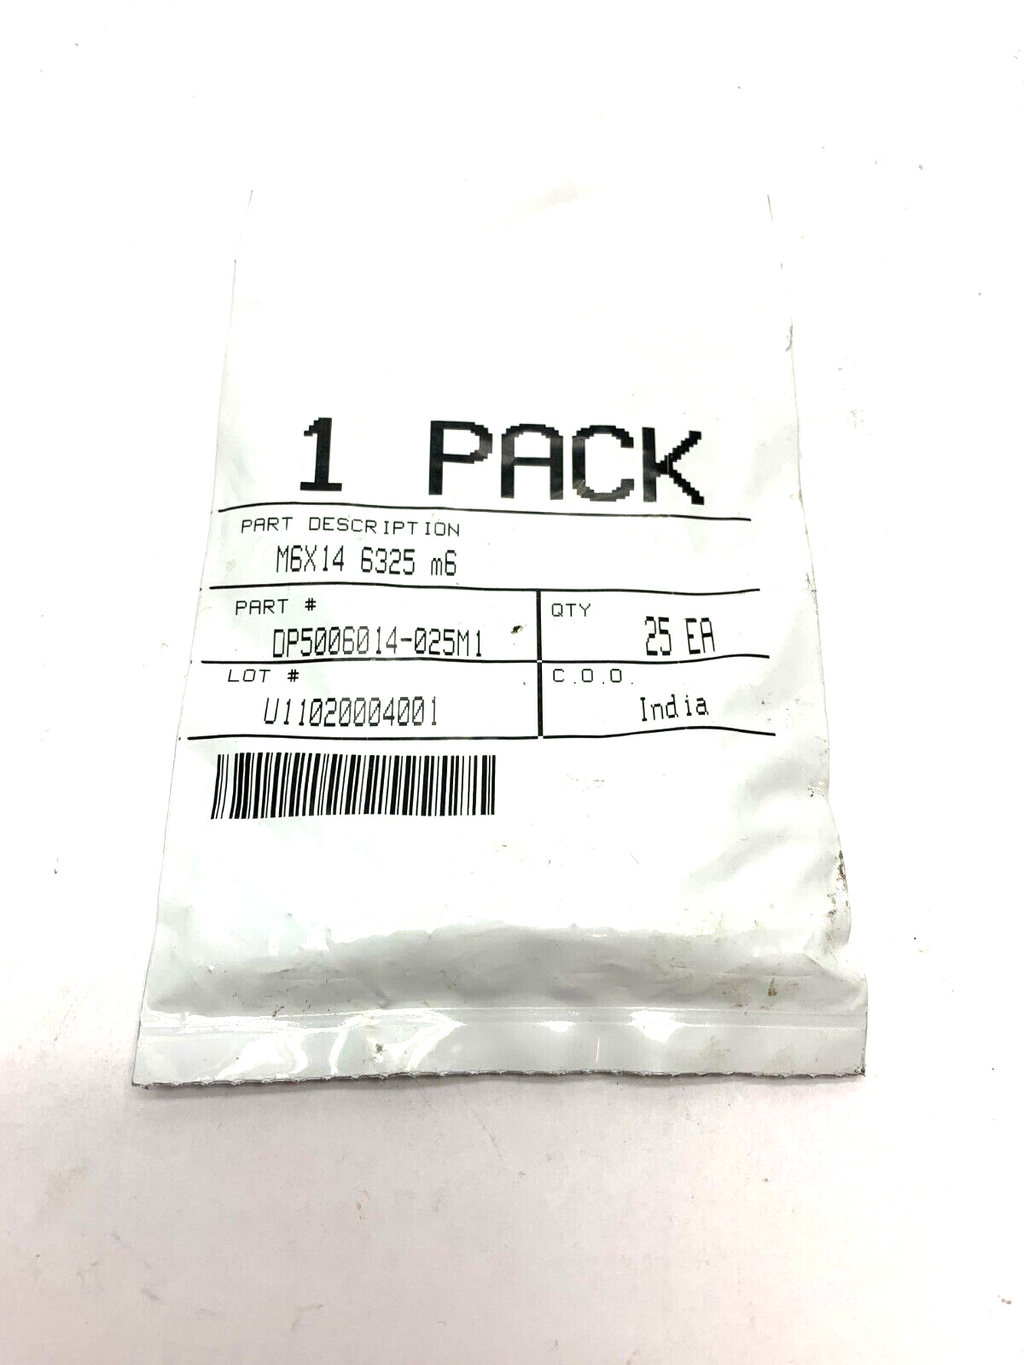 1 PACK
PART DESCRIPTION
M6X14 6325 m6
PART #
DP5006014-025M1
QTY
25 EA
LOT #
U11020004001
C.O.O.
India